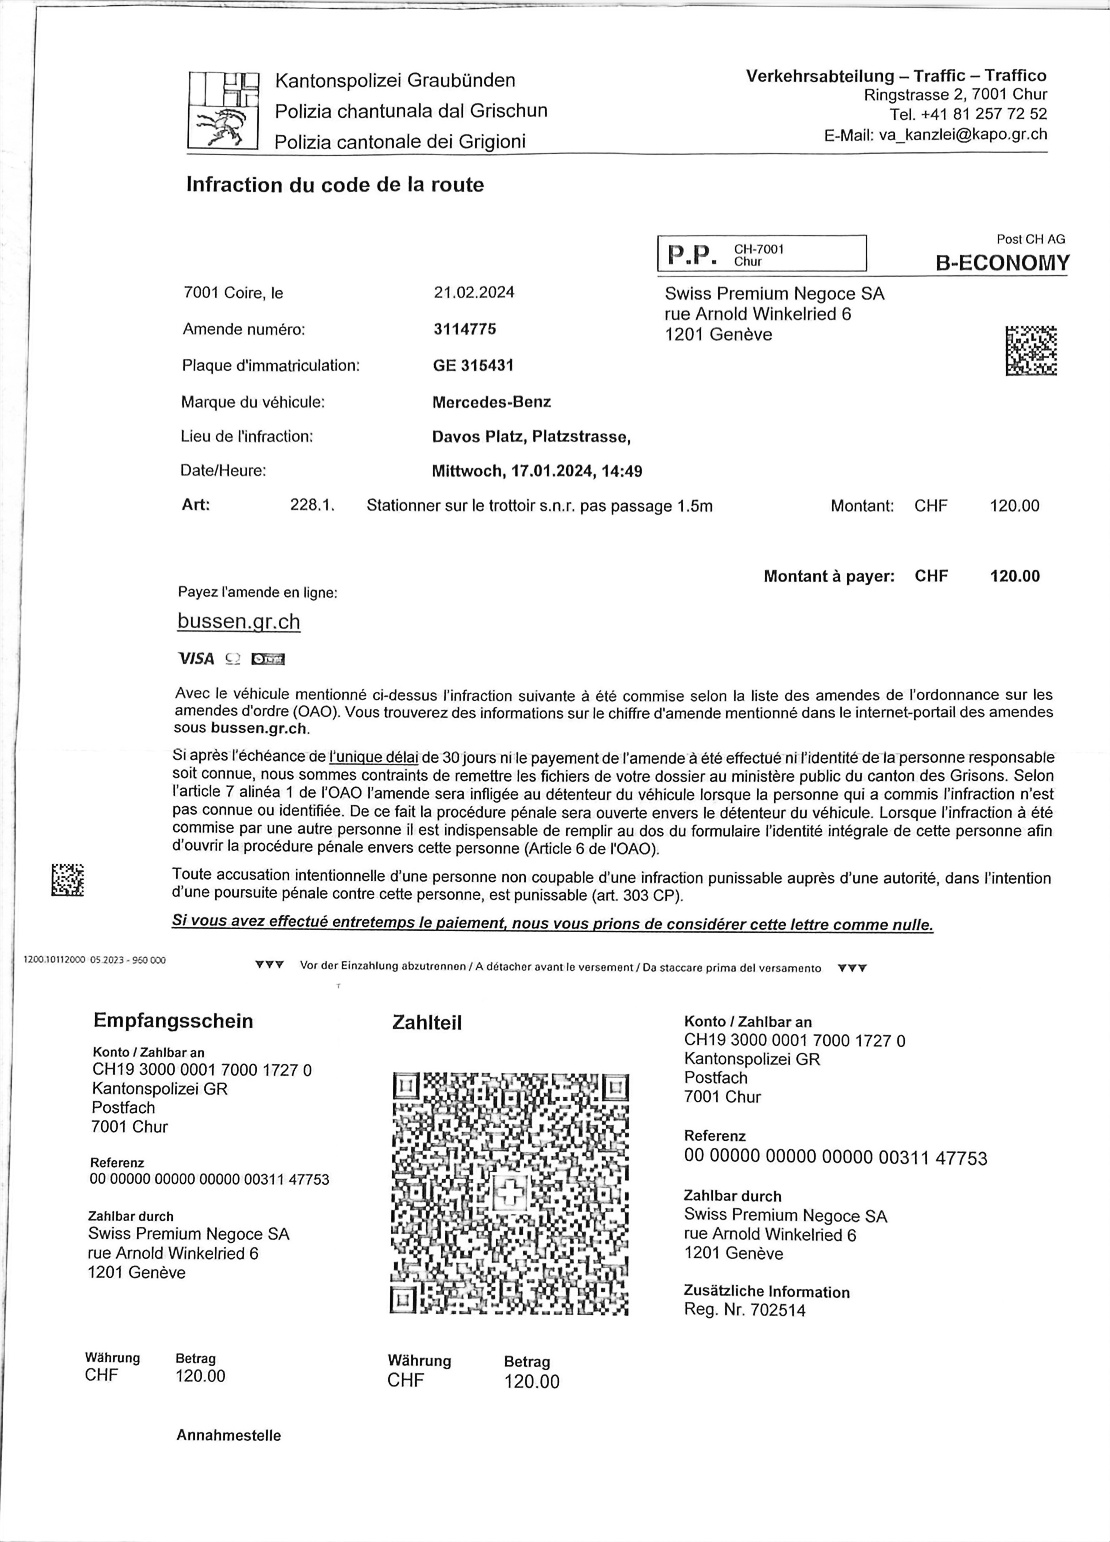 Kantonspolizei Graubünden
Polizia chantunala dal Grischun
Polizia cantonale dei Grigioni
Verkehrsabteilung – Traffic – Traffico
Ringstrasse 2, 7001 Chur
Tel. +41 81 257 72 52
E-Mail: va_kanzlei@kapo.gr.ch
Infraction du code de la route
P.P. CH-7001 Chur
Post CH AG
B-ECONOMY
Swiss Premium Negoce SA
rue Arnold Winkelried 6
1201 Genève
7001 Coire, le 21.02.2024
Amende numéro: 3114775
Plaque d'immatriculation: GE 315431
Marque du véhicule: Mercedes-Benz
Lieu de l'infraction: Davos Platz, Platzstrasse,
Date/Heure: Mittwoch, 17.01.2024, 14:49
Art: 228.1. Stationner sur le trottoir s.n.r. pas passage 1.5m Montant: CHF 120.00
Montant à payer: CHF 120.00
Payez l'amende en ligne:
bussen.gr.ch
VISA
Avec le véhicule mentionné ci-dessus l'infraction suivante à été commise selon la liste des amendes de l'ordonnance sur les
amendes d'ordre (OAO). Vous trouverez des informations sur le chiffre d'amende mentionné dans le internet-portail des amendes
sous bussen.gr.ch.
Si après l'échéance de l'unique délai de 30 jours ni le payement de l'amende à été effectué ni l'identité de la personne responsable
soit connue, nous sommes contraints de remettre les fichiers de votre dossier au ministère public du canton des Grisons. Selon
l'article 7 alinéa 1 de l'OAO l'amende sera infligée au détenteur du véhicule lorsque la personne qui a commis l'infraction n'est
pas connue ou identifiée. De ce fait la procédure pénale sera ouverte envers le détenteur du véhicule. Lorsque l'infraction à été
commise par une autre personne il est indispensable de remplir au dos du formulaire l'identité intégrale de cette personne afin
d'ouvrir la procédure pénale envers cette personne (Article 6 de l'OAO).
Toute accusation intentionnelle d'une personne non coupable d'une infraction punissable auprès d'une autorité, dans l'intention
d'une poursuite pénale contre cette personne, est punissable (art. 303 CP).
Si vous avez effectué entretemps le paiement, nous vous prions de considérer cette lettre comme nulle.
1200.10112000 05.2023 - 960 000
▼▼▼ Vor der Einzahlung abzutrennen / A détacher avant le versement / Da staccare prima del versamento ▼▼▼
Empfangsschein
Konto / Zahlbar an
CH19 3000 0001 7000 1727 0
Kantonspolizei GR
Postfach
7001 Chur
Referenz
00 00000 00000 00000 00311 47753
Zahlbar durch
Swiss Premium Negoce SA
rue Arnold Winkelried 6
1201 Genève
Währung Betrag
CHF 120.00
Annahmestelle
Zahlteil
Währung Betrag
CHF 120.00
Konto / Zahlbar an
CH19 3000 0001 7000 1727 0
Kantonspolizei GR
Postfach
7001 Chur
Referenz
00 00000 00000 00000 00311 47753
Zahlbar durch
Swiss Premium Negoce SA
rue Arnold Winkelried 6
1201 Genève
Zusätzliche Information
Reg. Nr. 702514